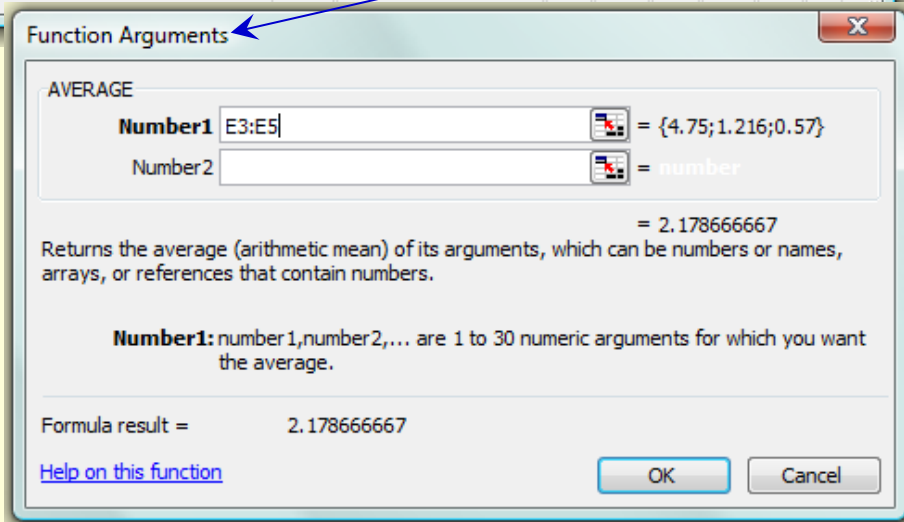 Function Arguments
AVERAGE
Number1 E3:E5 = {4.75;1.216;0.57}
Number2 = number
= 2.178666667
Returns the average (arithmetic mean) of its arguments, which can be numbers or names,
arrays, or references that contain numbers.
Number1: number1,number2,... are 1 to 30 numeric arguments for which you want
the average.
Formula result = 2.178666667
Help on this function
OK Cancel